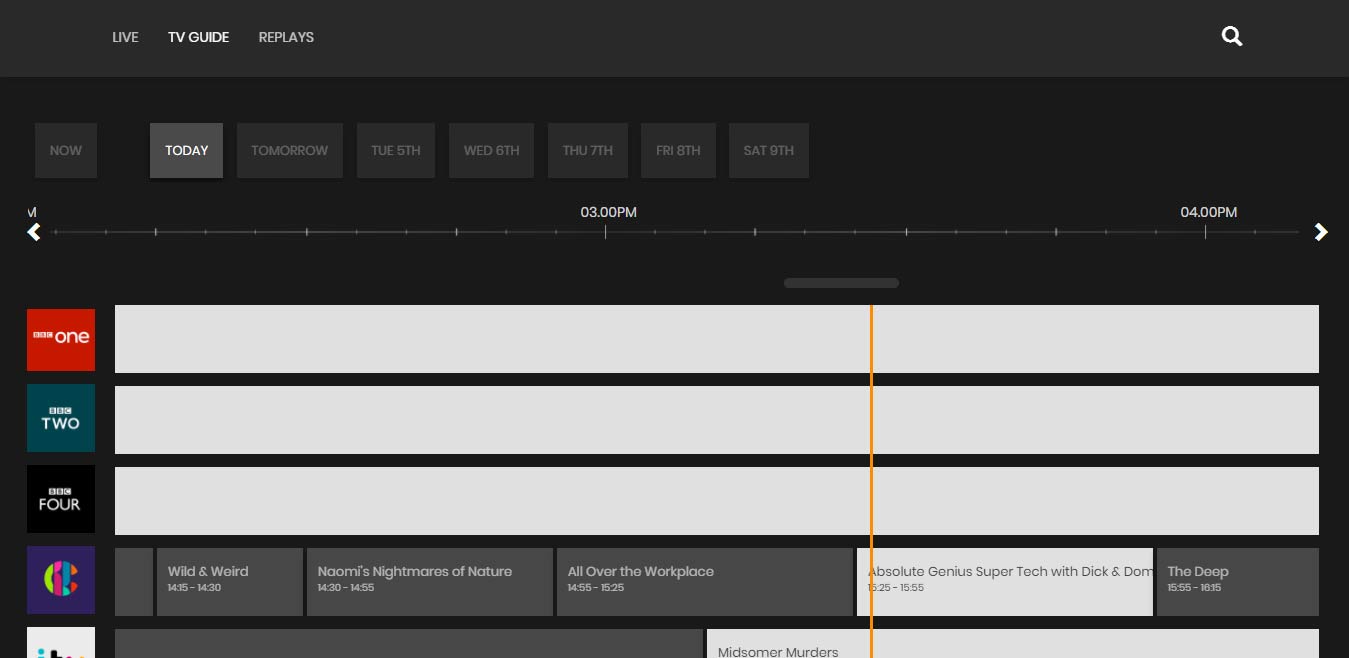 LIVE TV GUIDE REPLAYS
NOW TODAY TOMORROW TUE 5TH WED 6TH THU 7TH FRI 8TH SAT 9TH
M 03.00PM 04.00PM
BBC one
BBC
TWO
BBC
FOUR
Wild & Weird
14:15 - 14:30
Naomi's Nightmares of Nature
14:30 - 14:55
All Over the Workplace
14:55 - 15:25
Absolute Genius Super Tech with Dick & Dom
15:25 - 15:55
The Deep
15:55 - 16:15
Midsomer Murders